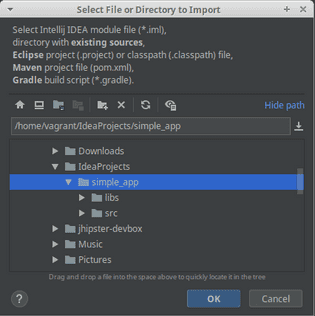 Select File or Directory to Import
Select Intellij IDEA module file (*.iml),
directory with existing sources,
Eclipse project (.project) or classpath (.classpath) file,
Maven project file (pom.xml),
Gradle build script (*.gradle).
Hide path
/home/vagrant/IdeaProjects/simple_app
Downloads
IdeaProjects
simple_app
libs
src
jhipster-devbox
Music
Pictures
Drag and drop a file into the space above to quickly locate it in the tree
?
OK
Cancel